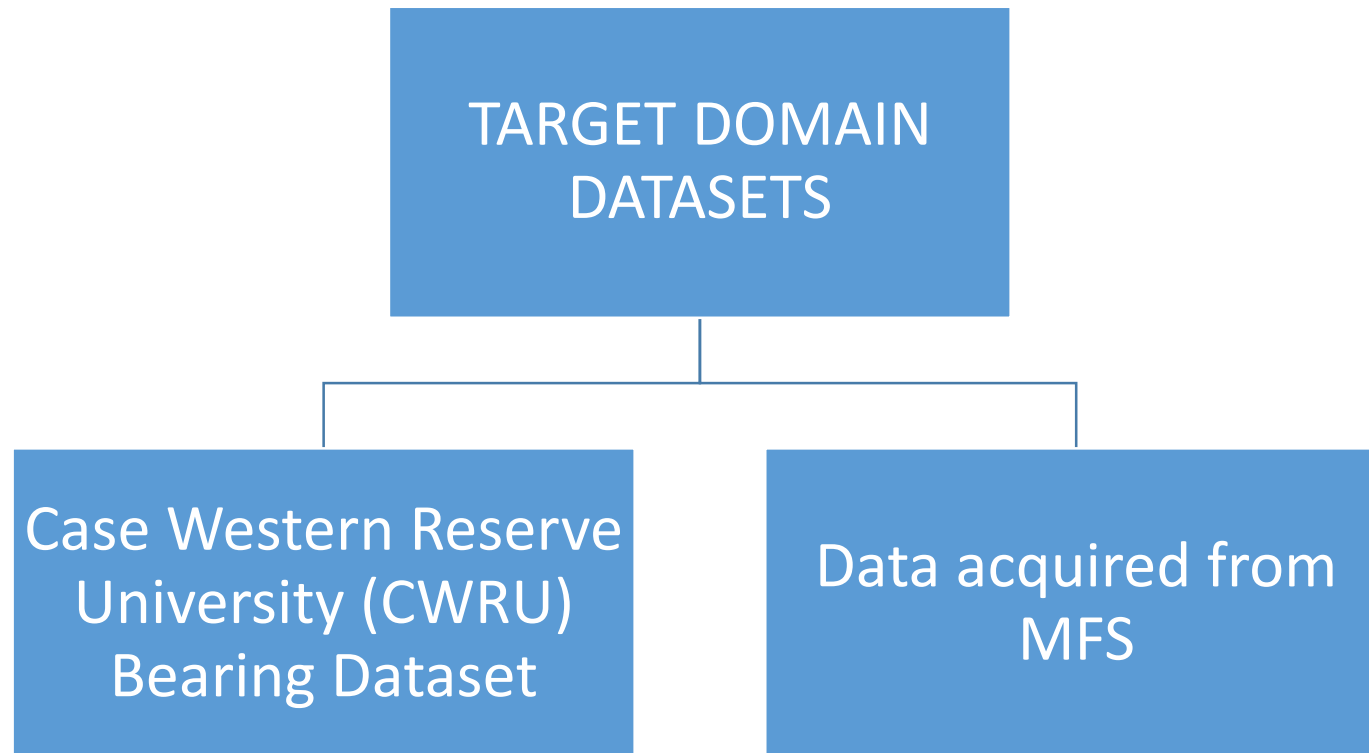 TARGET DOMAIN
DATASETS
Case Western Reserve
University (CWRU)
Bearing Dataset
Data acquired from
MFS